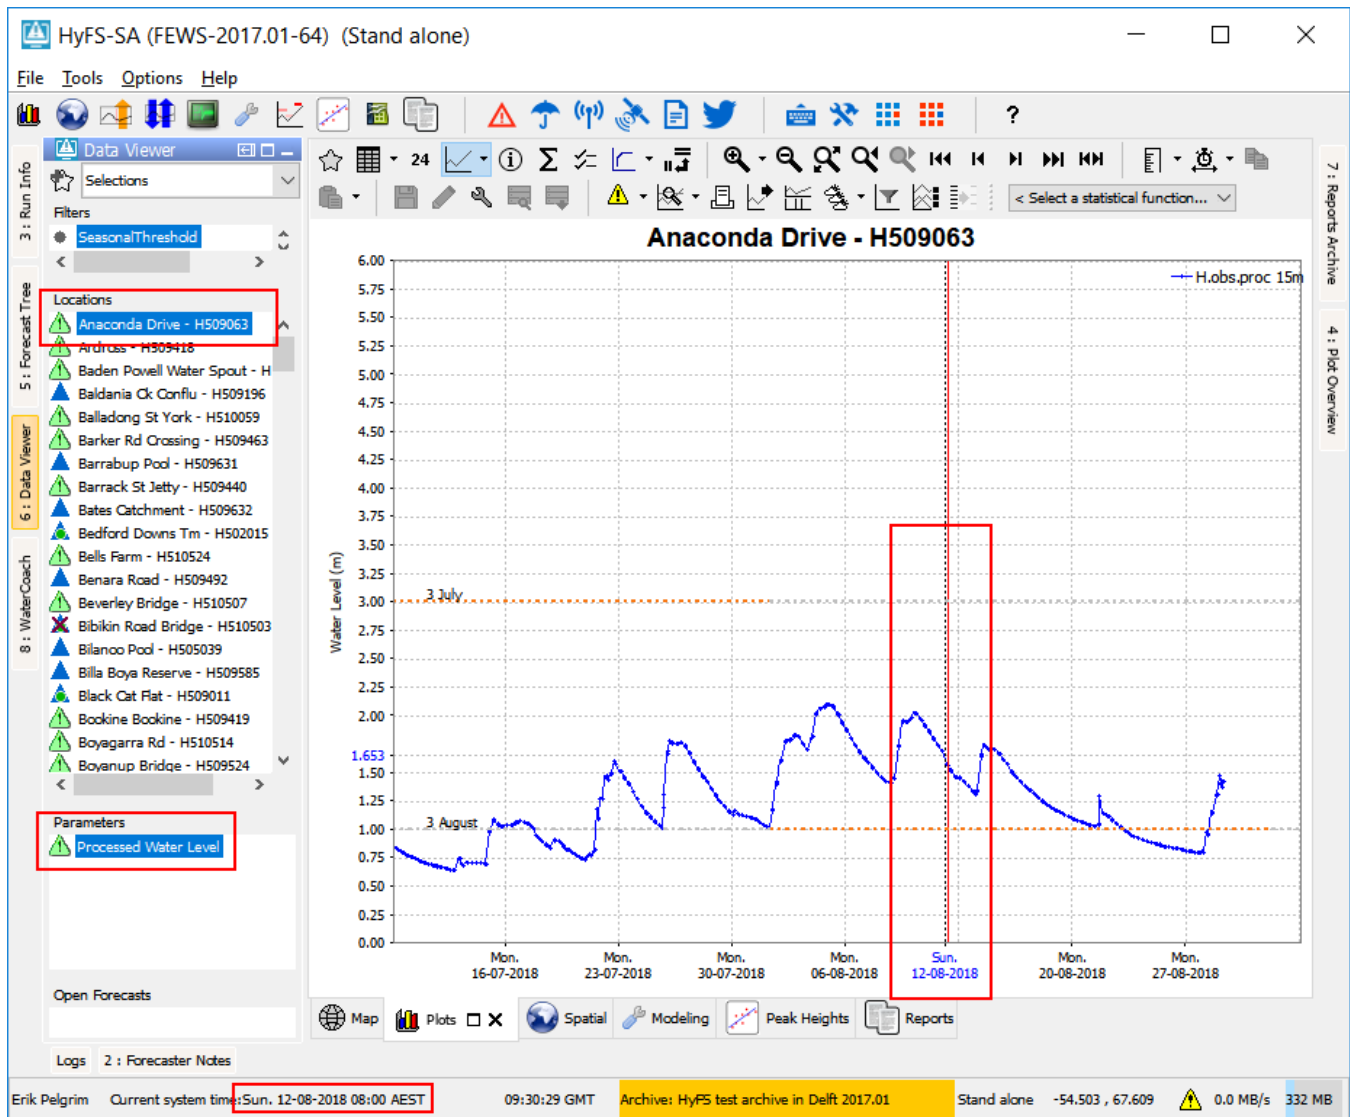 HyFS-SA (FEWS-2017.01-64) (Stand alone)
File Tools Options Help
?
3 : Run Info
5 : Forecast Tree
6 : Data Viewer
8 : WaterCoach
Data Viewer
Selections
Filters
SeasonalThreshold
Locations
Anaconda Drive - H509063
Ardross - H509418
Baden Powell Water Spout - H
Baldania Ck Conflu - H509196
Balladong St York - H510059
Barker Rd Crossing - H509463
Barrabup Pool - H509631
Barrack St Jetty - H509440
Bates Catchment - H509632
Bedford Downs Tm - H502015
Bells Farm - H510524
Benara Road - H509492
Beverley Bridge - H510507
Bibikin Road Bridge - H510503
Bilanoo Pool - H505039
Billa Boya Reserve - H509585
Black Cat Flat - H509011
Bookine Bookine - H509419
Boyagarra Rd - H510514
Boyanup Bridge - H509524
Parameters
Processed Water Level
Open Forecasts
24
< Select a statistical function...
Anaconda Drive - H509063
H.obs.proc 15m
Water Level (m)
6.00
5.75
5.50
5.25
5.00
4.75
4.50
4.25
4.00
3.75
3.50
3.25
3.00
2.75
2.50
2.25
2.00
1.653
1.50
1.25
1.00
0.75
0.50
0.25
0.00
3 July
3 August
Mon. Mon. Mon. Mon. Sun. Mon. Mon.
16-07-2018 23-07-2018 30-07-2018 06-08-2018 12-08-2018 20-08-2018 27-08-2018
Map Plots Spatial Modeling Peak Heights Reports
7 : Reports Archive
4 : Plot Overview
Logs 2 : Forecaster Notes
Erik Pelgrim Current system time:Sun. 12-08-2018 08:00 AEST 09:30:29 GMT Archive: HyFS test archive in Delft 2017.01 Stand alone -54.503 , 67.609 0.0 MB/s 332 MB